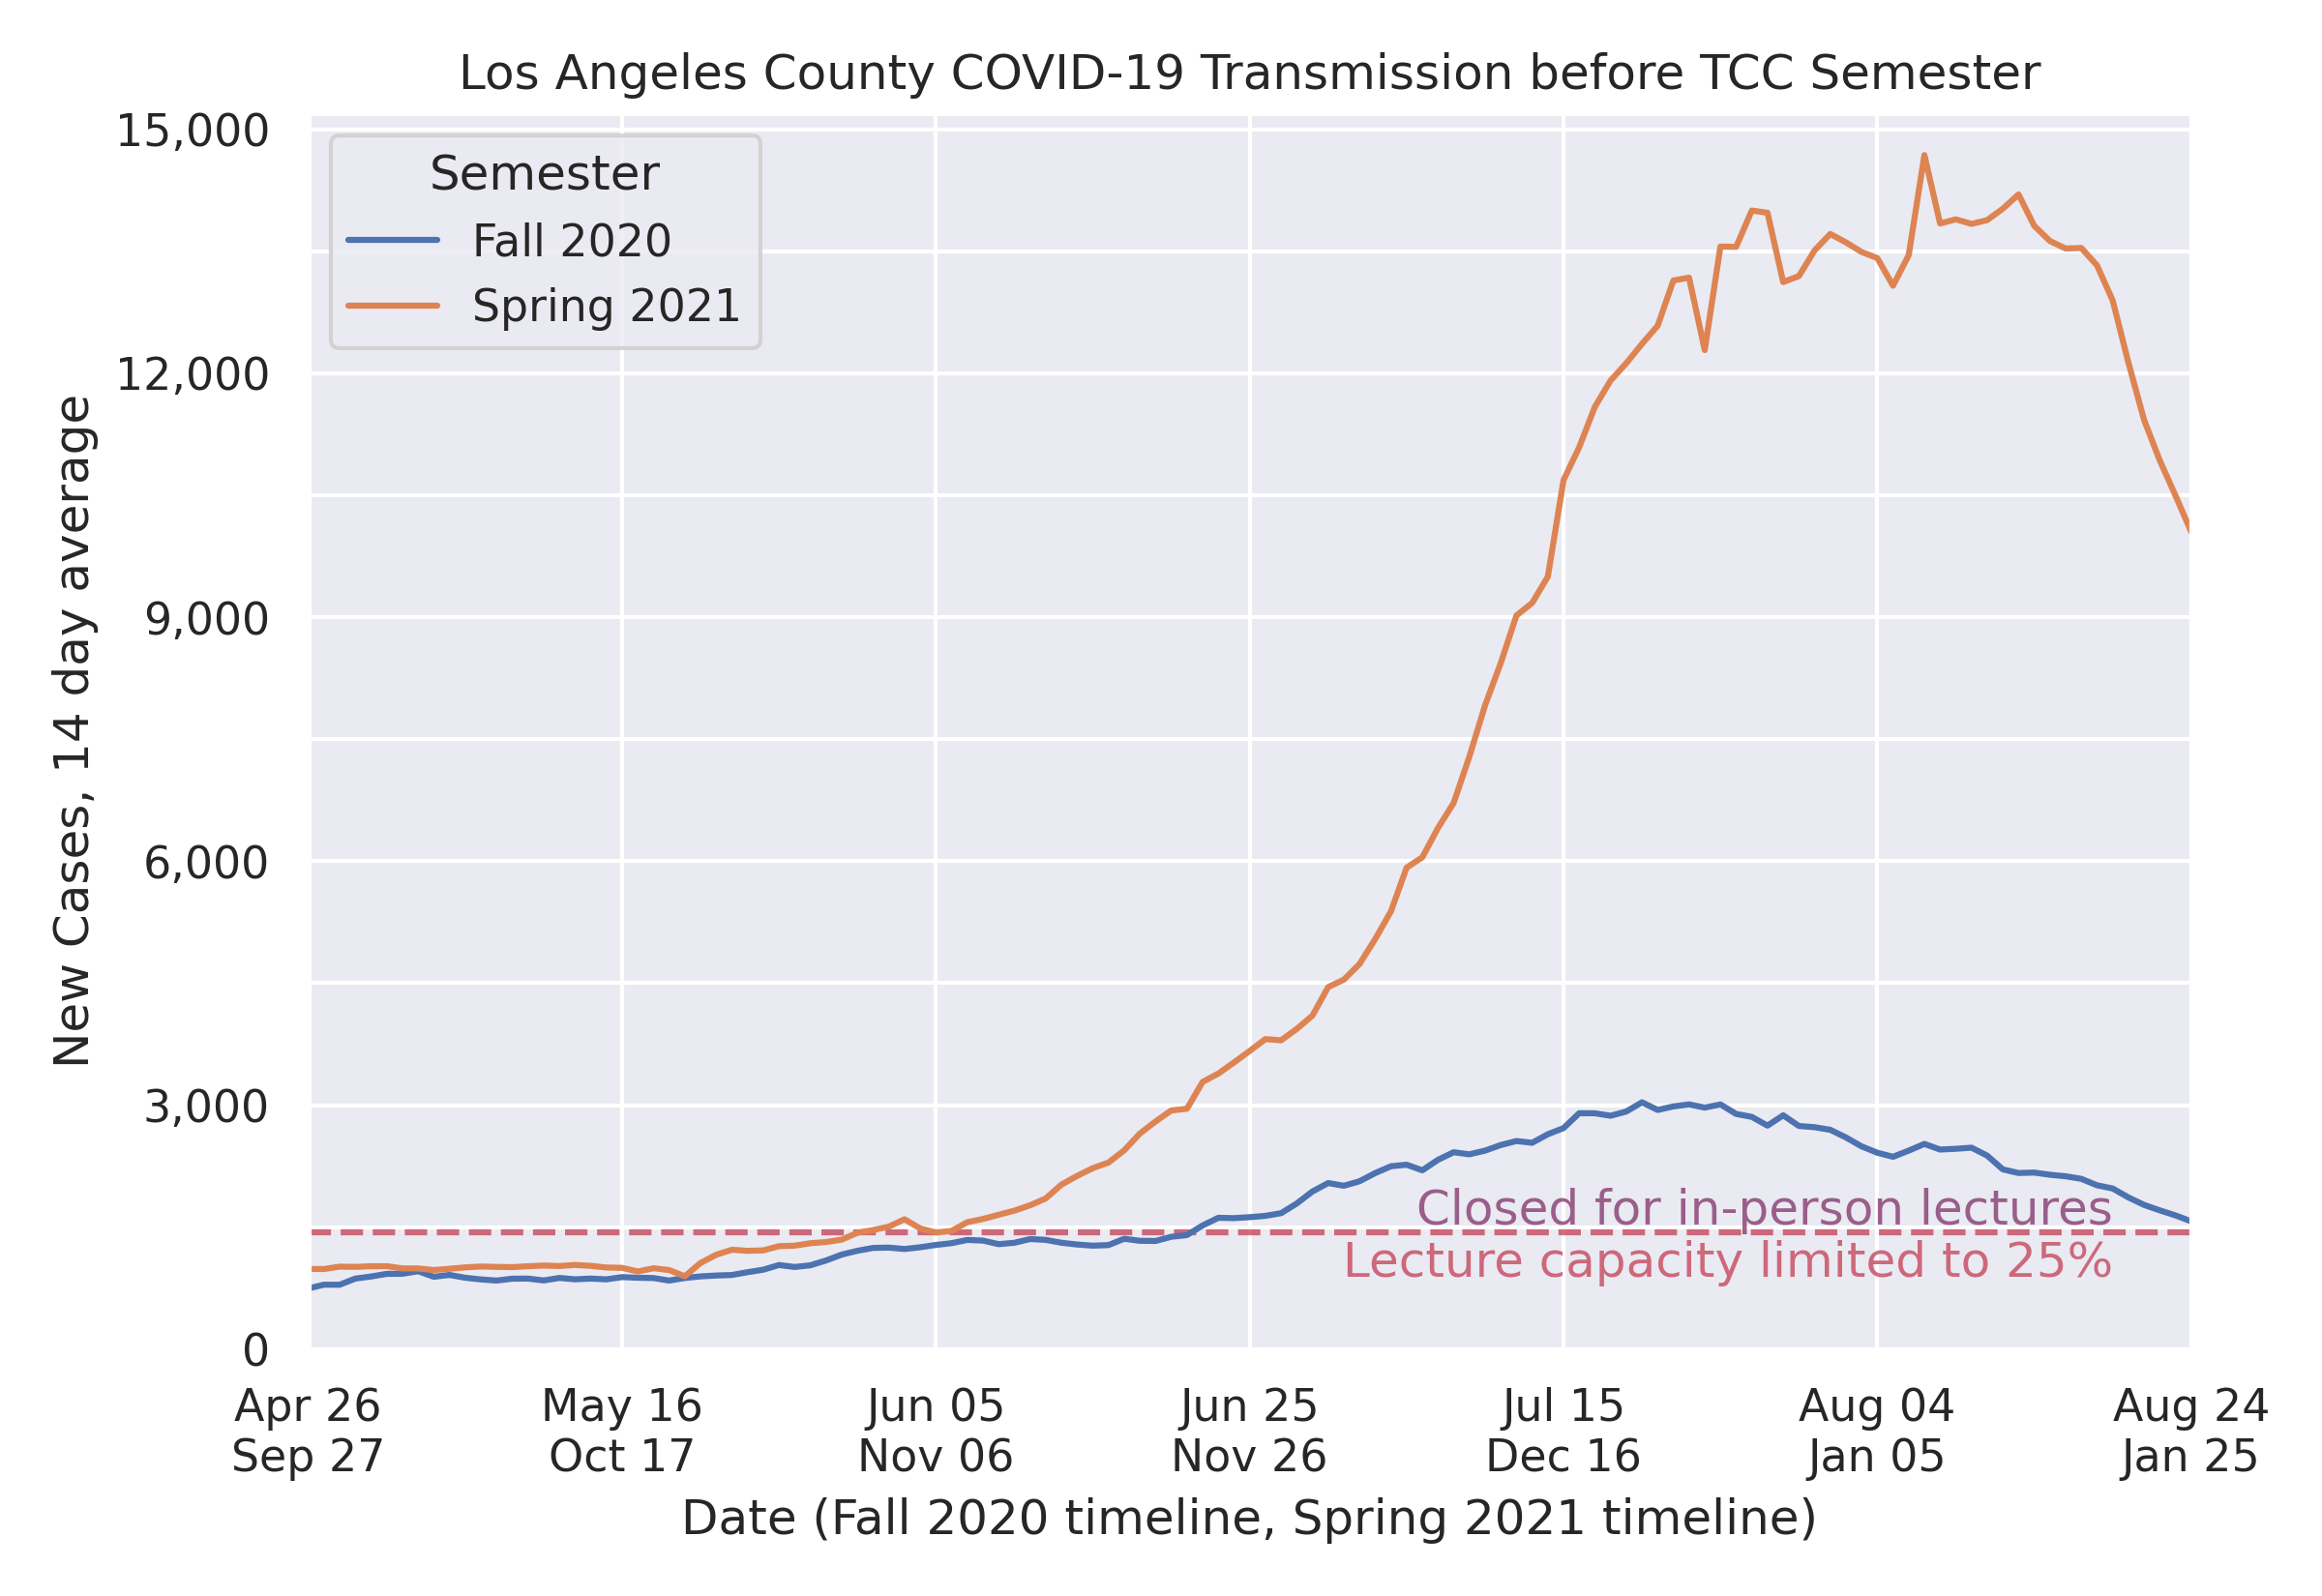 Los Angeles County COVID-19 Transmission before TCC Semester
15,000
12,000
9,000
6,000
3,000
0
New Cases, 14 day average
Semester
Fall 2020
Spring 2021
Closed for in-person lectures
Lecture capacity limited to 25%
Apr 26 May 16 Jun 05 Jun 25 Jul 15 Aug 04 Aug 24
Sep 27 Oct 17 Nov 06 Nov 26 Dec 16 Jan 05 Jan 25
Date (Fall 2020 timeline, Spring 2021 timeline)